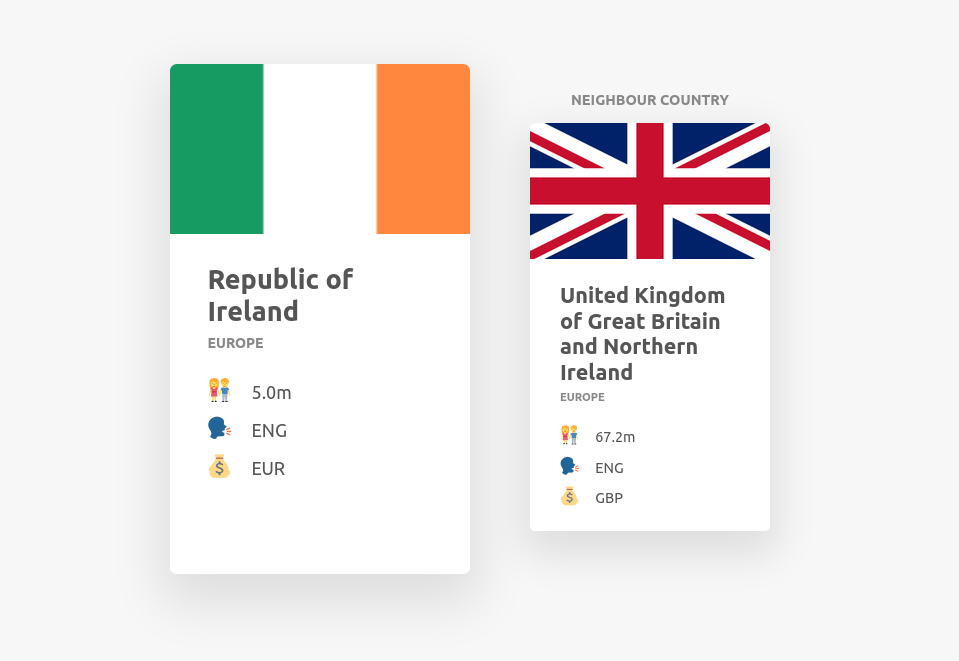 Republic of
Ireland
EUROPE
5.0m
ENG
EUR
NEIGHBOUR COUNTRY
United Kingdom
of Great Britain
and Northern
Ireland
EUROPE
67.2m
ENG
GBP